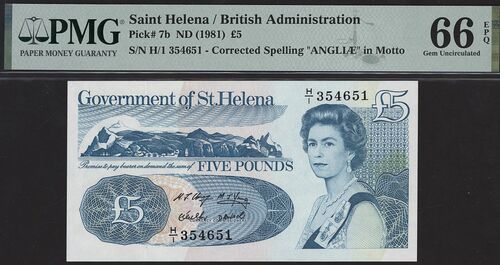 PMG
PAPER MONEY GUARANTY
Saint Helena / British Administration
Pick# 7b ND (1981) £5
S/N H/1 354651 - Corrected Spelling "ANGLIÆ" in Motto
66 EPQ
Gem Uncirculated
Government of St.Helena
H/1 354651
£5
Promise to pay bearer on demand the sum of
FIVE POUNDS
£5
H/1 354651